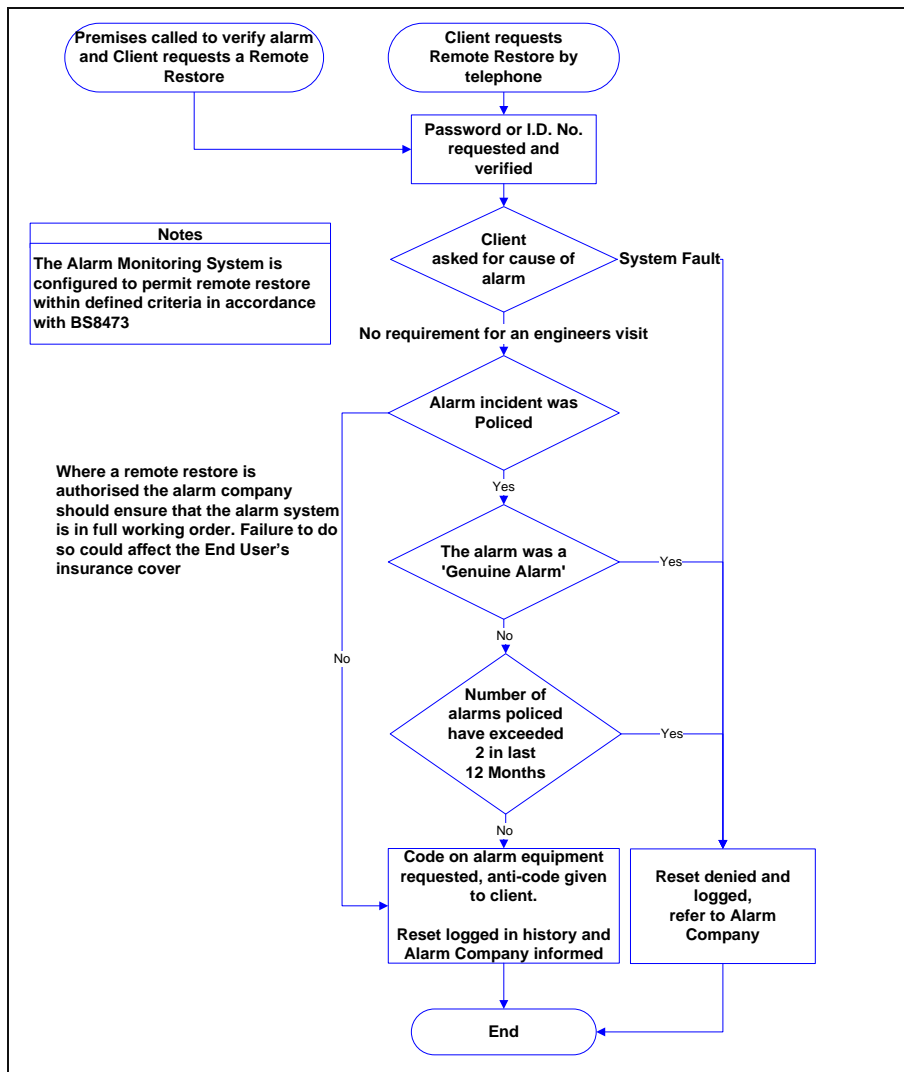 Premises called to verify alarm
and Client requests a Remote
Restore
Client requests
Remote Restore by
telephone
Password or I.D. No.
requested and
verified
Notes
The Alarm Monitoring System is
configured to permit remote restore
within defined criteria in accordance
with BS8473
Client
asked for cause of
alarm
System Fault
No requirement for an engineers visit
Alarm incident was
Policed
Where a remote restore is
authorised the alarm company
should ensure that the alarm system
is in full working order. Failure to do
so could affect the End User's
insurance cover
Yes
The alarm was a
'Genuine Alarm'
Yes
No
No
Number of
alarms policed
have exceeded
2 in last
12 Months
Yes
No
Code on alarm equipment
requested, anti-code given
to client.
Reset logged in history and
Alarm Company informed
Reset denied and
logged,
refer to Alarm
Company
End